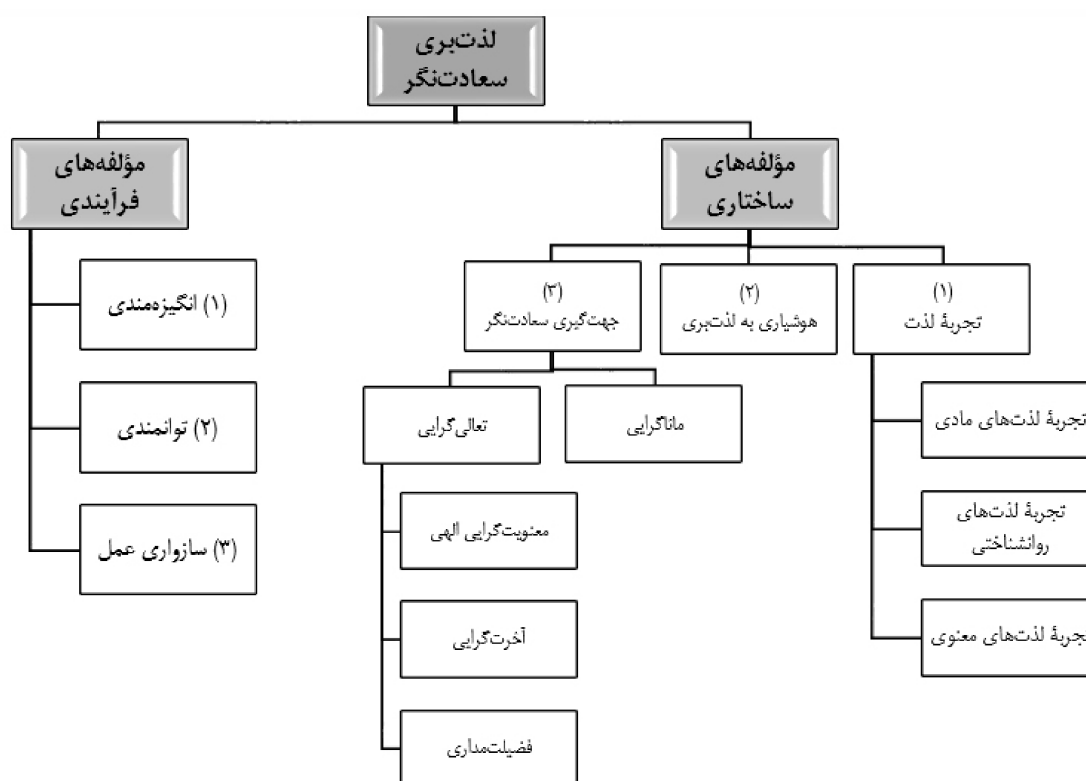 لذت‌بری
سعادت‌نگر
مؤلفه‌های
ساختاری
مؤلفه‌های
فرآیندی
(۱)
تجربهٔ لذت
(۲)
هوشیاری به لذت‌بری
(۳)
جهت‌گیری سعادت‌نگر
تجربهٔ لذت‌های مادی
تجربهٔ لذت‌های
روانشناختی
تجربهٔ لذت‌های معنوی
ماناگرایی
تعالی‌گرایی
معنویت‌گرایی الهی
آخرت‌گرایی
فضیلت‌مداری
(۱) انگیزه‌مندی
(۲) توانمندی
(۳) سازواری عمل